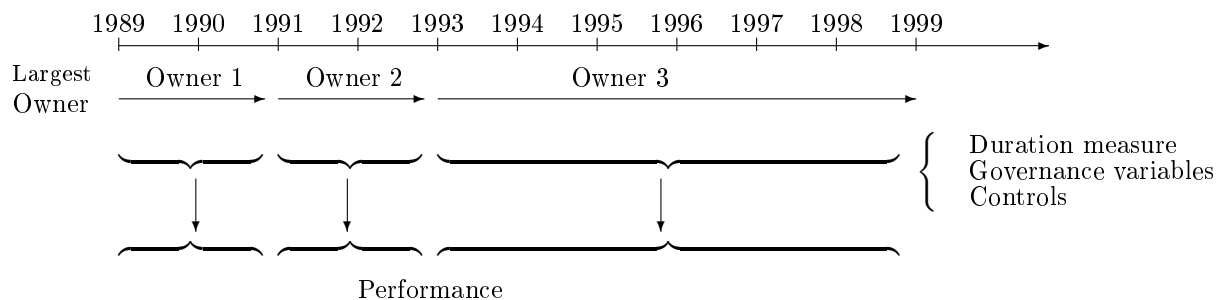 1989 1990 1991 1992 1993 1994 1995 1996 1997 1998 1999
Largest
Owner
Owner 1 Owner 2 Owner 3
Duration measure
Governance variables
Controls
Performance